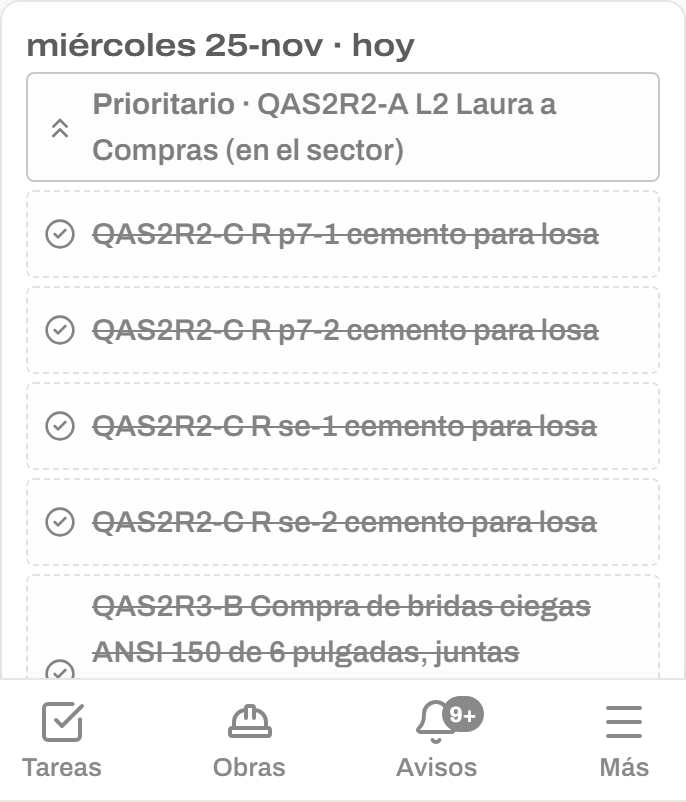 miércoles 25-nov · hoy
Prioritario · QAS2R2-A L2 Laura a
Compras (en el sector)
QAS2R2-C R p7-1 cemento para losa
QAS2R2-C R p7-2 cemento para losa
QAS2R2-C R se-1 cemento para losa
QAS2R2-C R se-2 cemento para losa
QAS2R3-B Compra de bridas ciegas
ANSI 150 de 6 pulgadas, juntas
9+
Tareas Obras Avisos Más